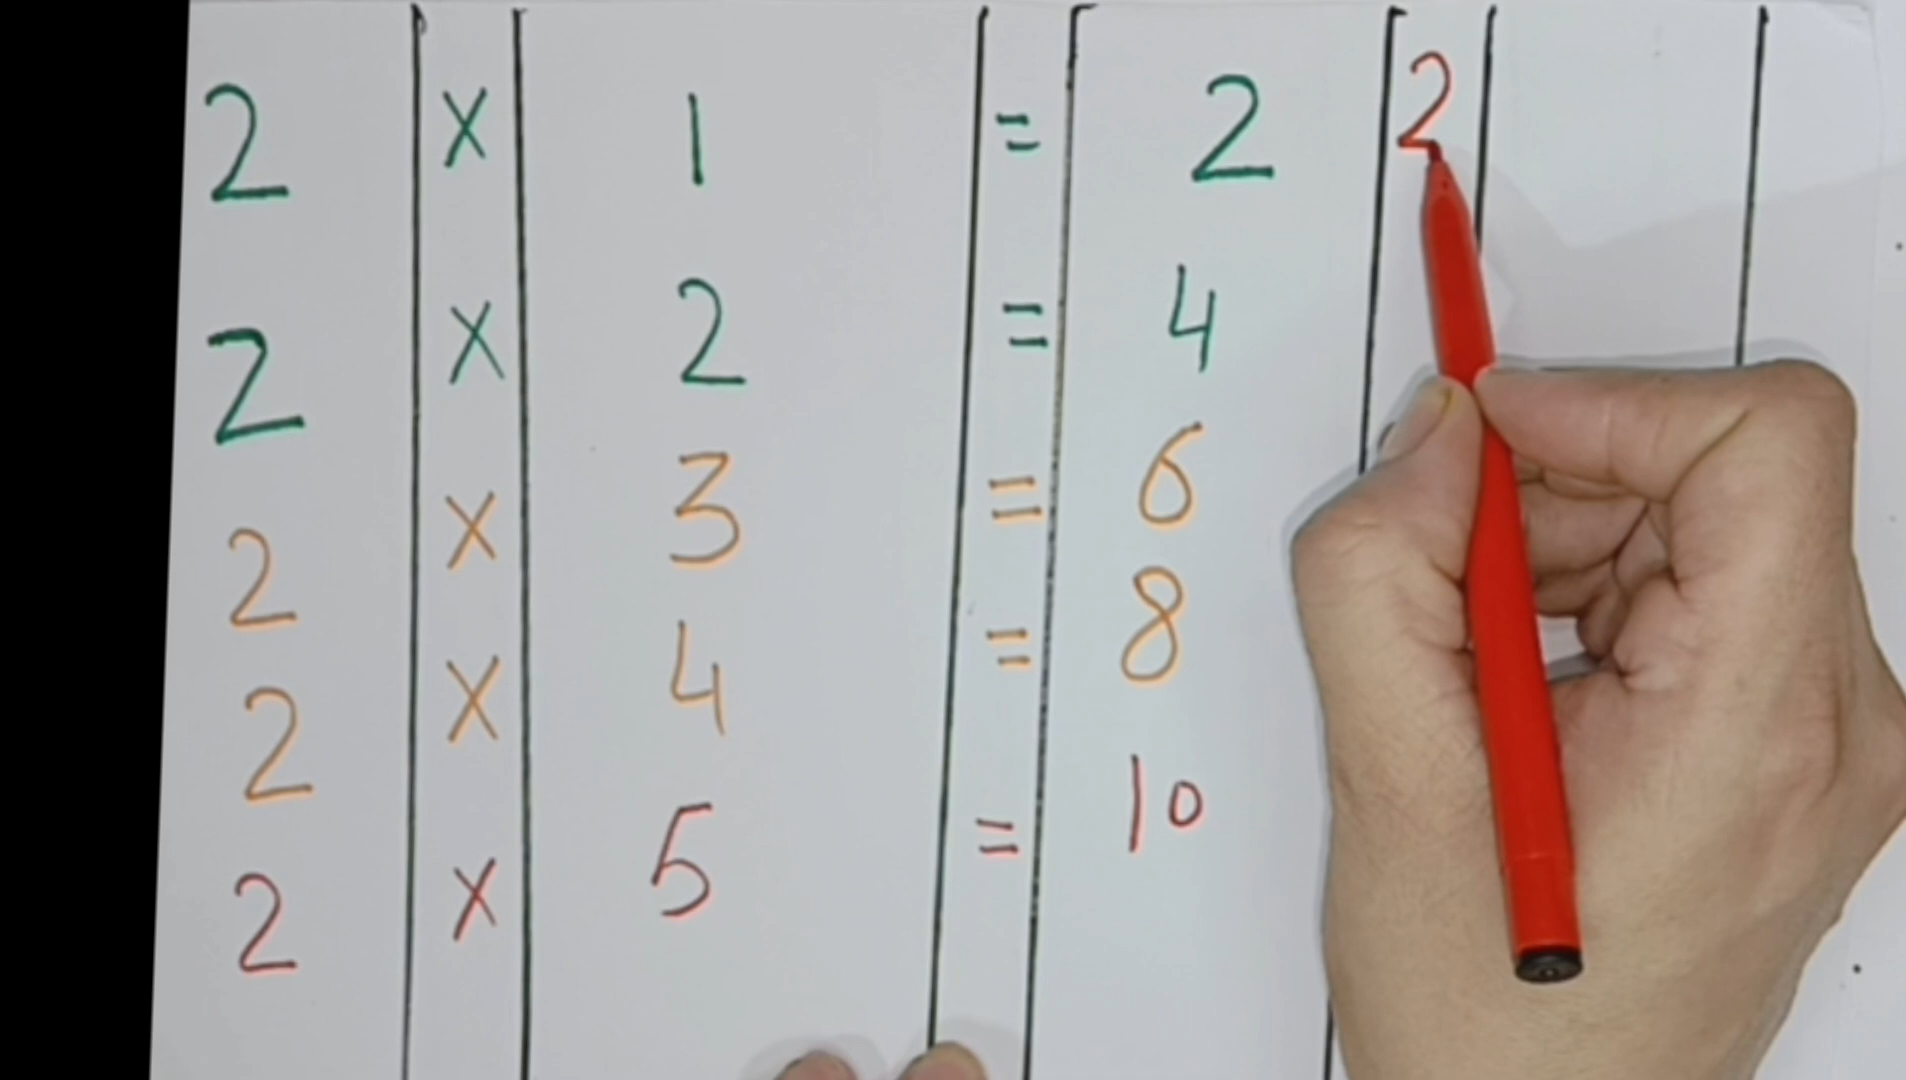 2 x 1 = 2 2
2 x 2 = 4
2 x 3 = 6
2 x 4 = 8
2 x 5 = 10